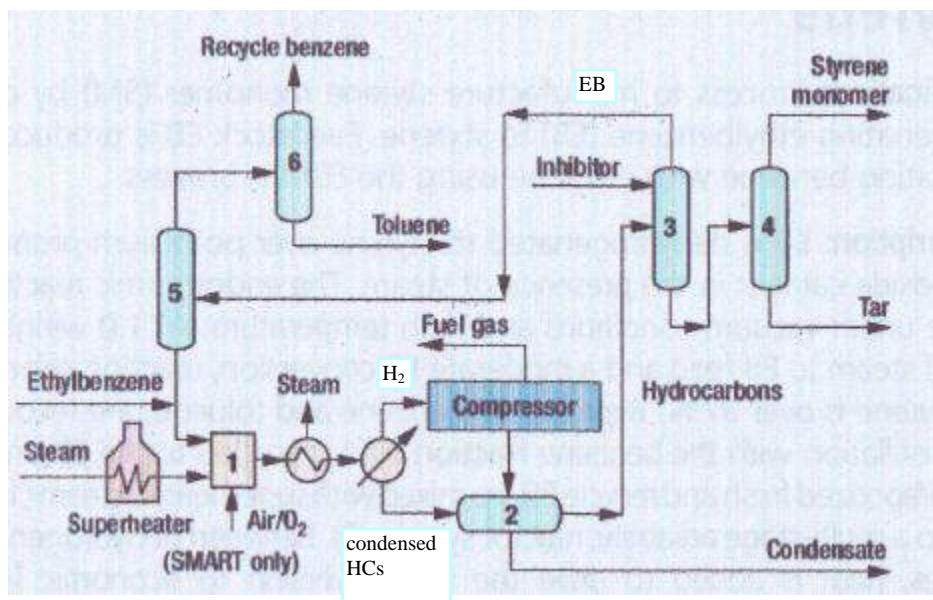 Recycle benzene
EB
Styrene
monomer
Inhibitor
6
3
4
Toluene
5
Tar
Fuel gas
Ethylbenzene
Steam
H₂
Compressor
Hydrocarbons
Steam
1
2
Superheater
Air/O₂
(SMART only)
condensed
HCs
Condensate